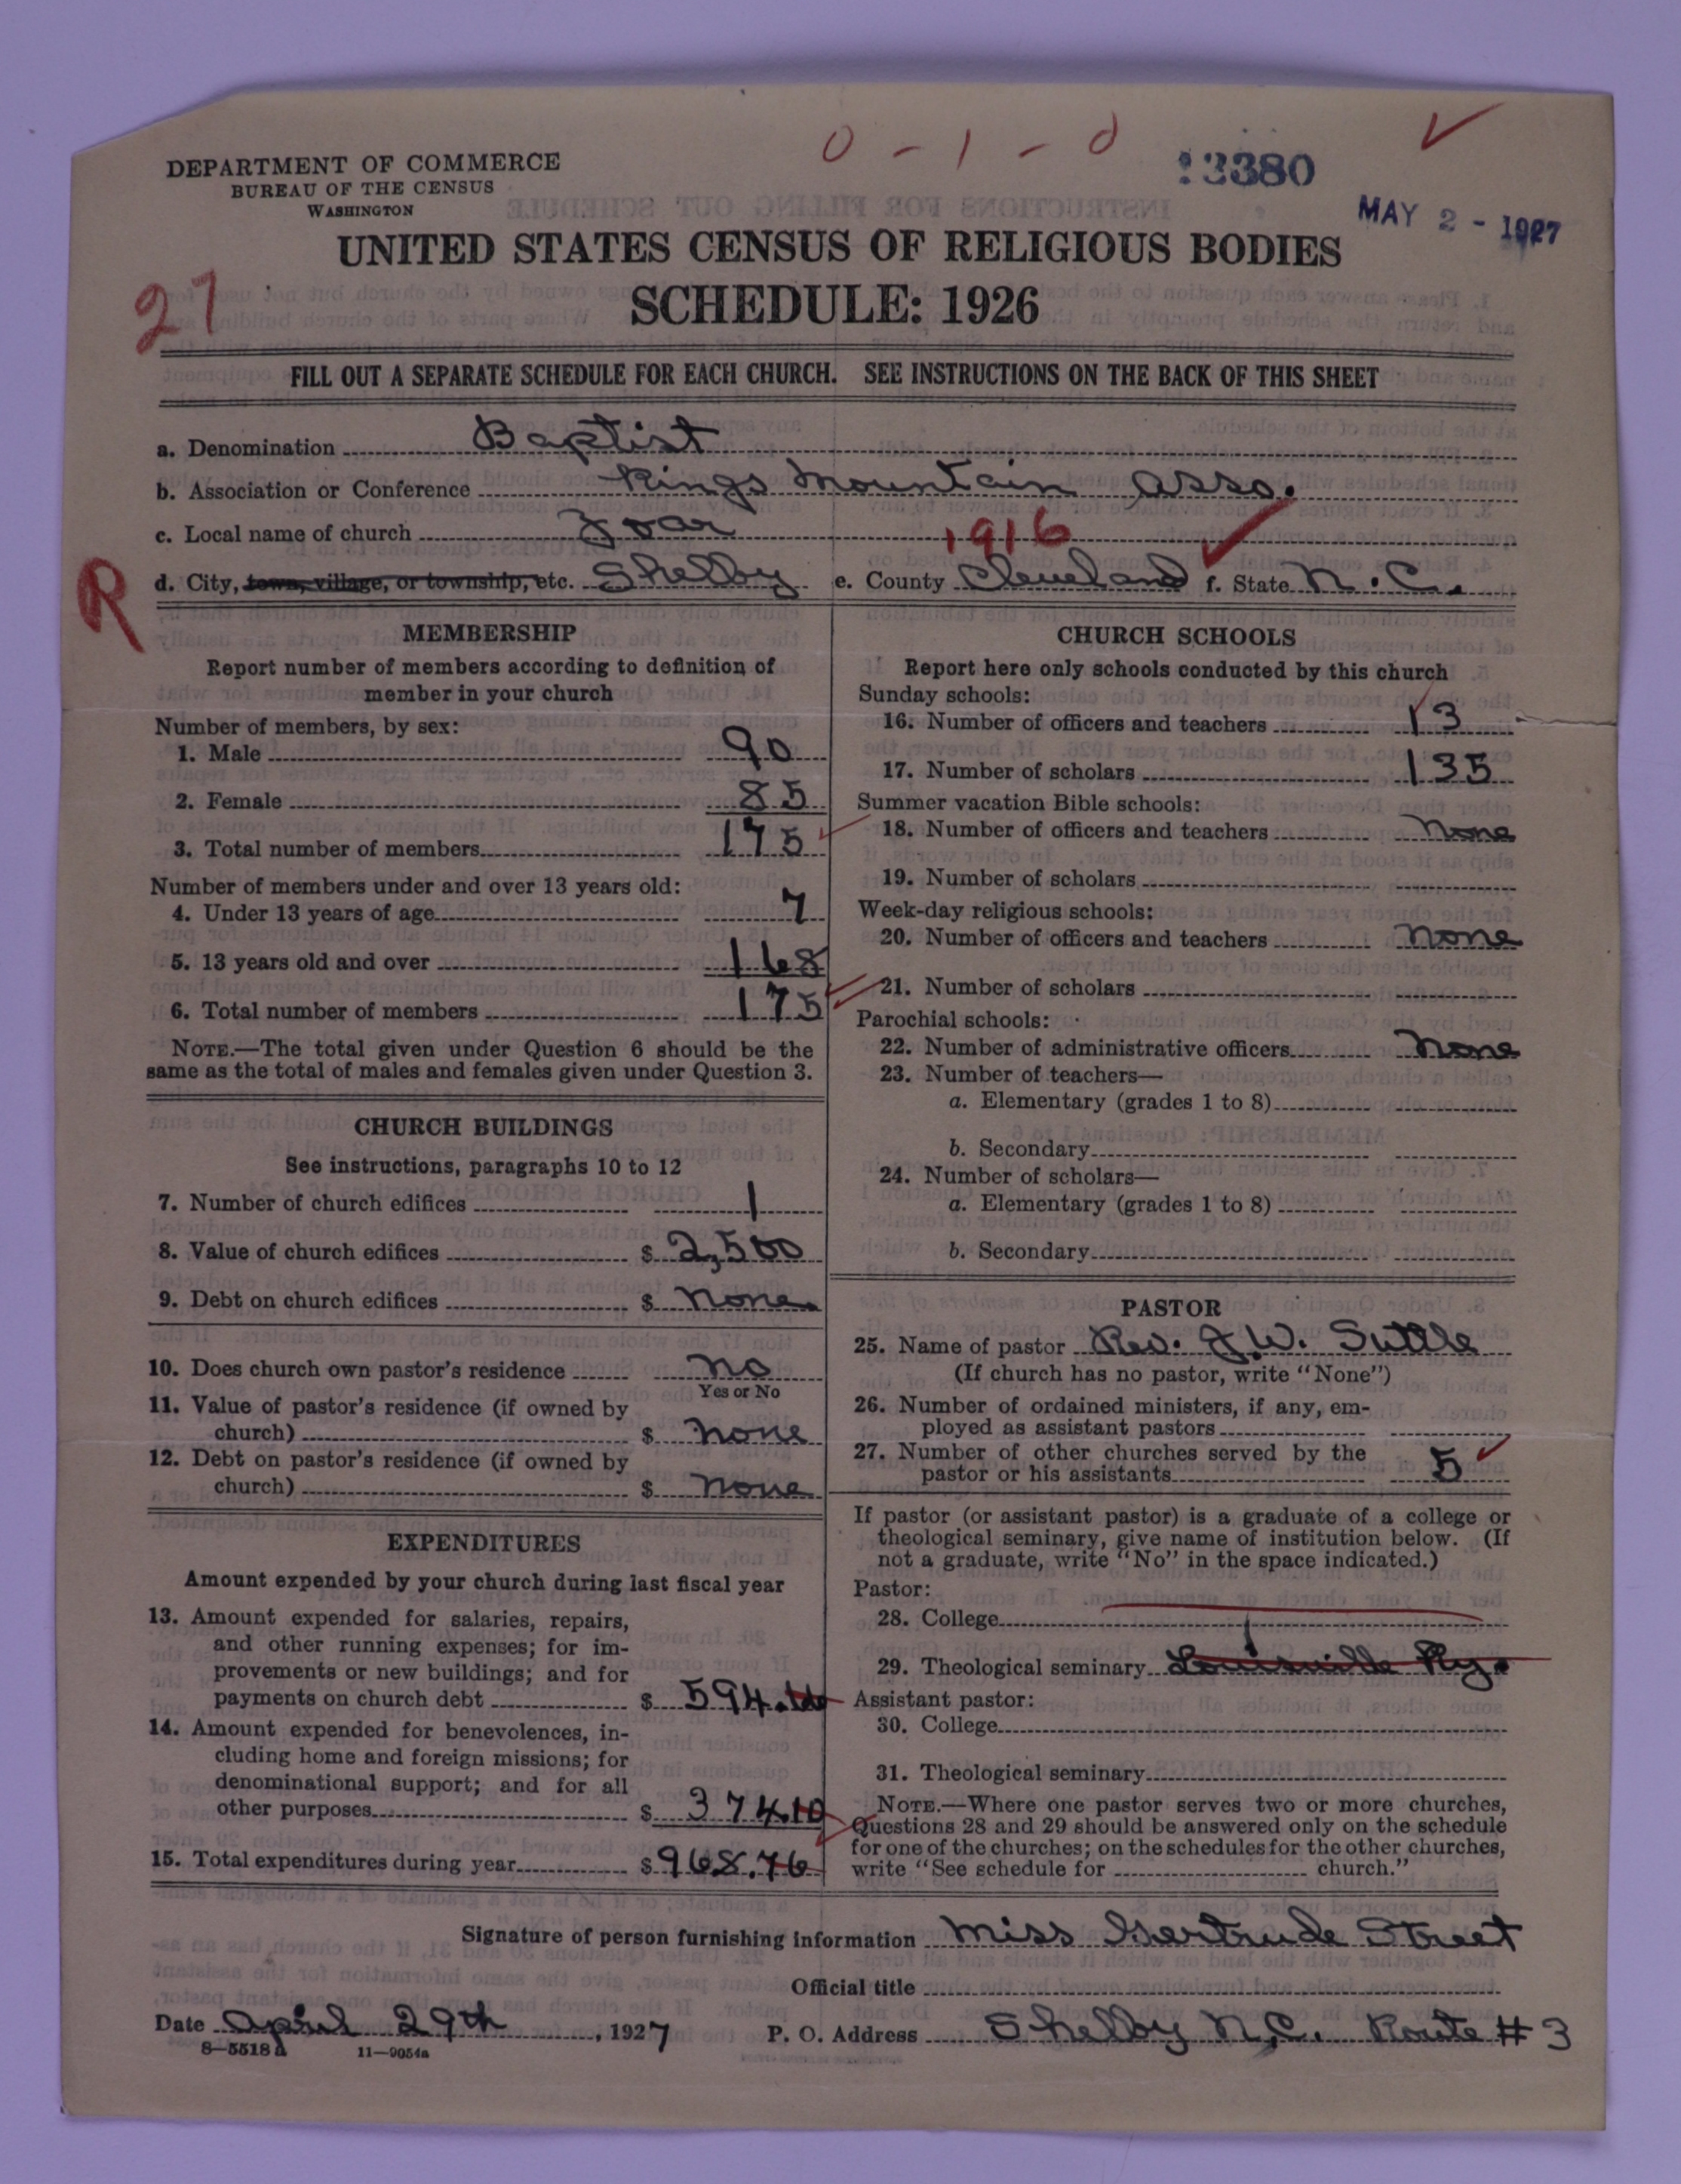 0 - 1 - 0
13380
MAY 2 - 1927
DEPARTMENT OF COMMERCE
BUREAU OF THE CENSUS
WASHINGTON
UNITED STATES CENSUS OF RELIGIOUS BODIES
27
SCHEDULE: 1926
FILL OUT A SEPARATE SCHEDULE FOR EACH CHURCH. SEE INSTRUCTIONS ON THE BACK OF THIS SHEET
a. Denomination Baptist
b. Association or Conference Kings Mountain Asso.
c. Local name of church Zoar 1916
R
d. City, town, village, or township, etc. Shelby e. County Cleveland f. State N.C.
MEMBERSHIP
Report number of members according to definition of
member in your church
Number of members, by sex:
1. Male 90
2. Female 85
3. Total number of members 175
Number of members under and over 13 years old:
4. Under 13 years of age 7
5. 13 years old and over 168
6. Total number of members 175
NOTE.—The total given under Question 6 should be the
same as the total of males and females given under Question 3.
CHURCH BUILDINGS
See instructions, paragraphs 10 to 12
7. Number of church edifices 1
8. Value of church edifices $ 2,500
9. Debt on church edifices $ None
10. Does church own pastor's residence No
Yes or No
11. Value of pastor's residence (if owned by
church) $ None
12. Debt on pastor's residence (if owned by
church) $ None
EXPENDITURES
Amount expended by your church during last fiscal year
13. Amount expended for salaries, repairs,
and other running expenses; for im-
provements or new buildings; and for
payments on church debt $ 594.
14. Amount expended for benevolences, in-
cluding home and foreign missions; for
denominational support; and for all
other purposes $ 374.10
15. Total expenditures during year $ 968.76
CHURCH SCHOOLS
Report here only schools conducted by this church
Sunday schools:
16. Number of officers and teachers 13
17. Number of scholars 135
Summer vacation Bible schools:
18. Number of officers and teachers None
19. Number of scholars
Week-day religious schools:
20. Number of officers and teachers None
21. Number of scholars
Parochial schools:
22. Number of administrative officers None
23. Number of teachers—
a. Elementary (grades 1 to 8)
b. Secondary
24. Number of scholars—
a. Elementary (grades 1 to 8)
b. Secondary
PASTOR
25. Name of pastor Rev. J.W. Suttle
(If church has no pastor, write "None")
26. Number of ordained ministers, if any, em-
ployed as assistant pastors
27. Number of other churches served by the
pastor or his assistants 5
If pastor (or assistant pastor) is a graduate of a college or
theological seminary, give name of institution below. (If
not a graduate, write "No" in the space indicated.)
Pastor:
28. College
29. Theological seminary Louisville Ky.
Assistant pastor:
30. College
31. Theological seminary
NOTE.—Where one pastor serves two or more churches,
Questions 28 and 29 should be answered only on the schedule
for one of the churches; on the schedules for the other churches,
write "See schedule for church."
Signature of person furnishing information Miss Gertrude Street
Official title
Date April 29th, 1927 P. O. Address Shelby N.C. Route #3
8—5518a 11—9054a